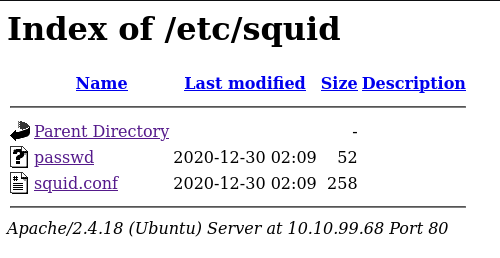 Index of /etc/squid
Name Last modified Size Description
Parent Directory -
passwd 2020-12-30 02:09 52
squid.conf 2020-12-30 02:09 258
Apache/2.4.18 (Ubuntu) Server at 10.10.99.68 Port 80